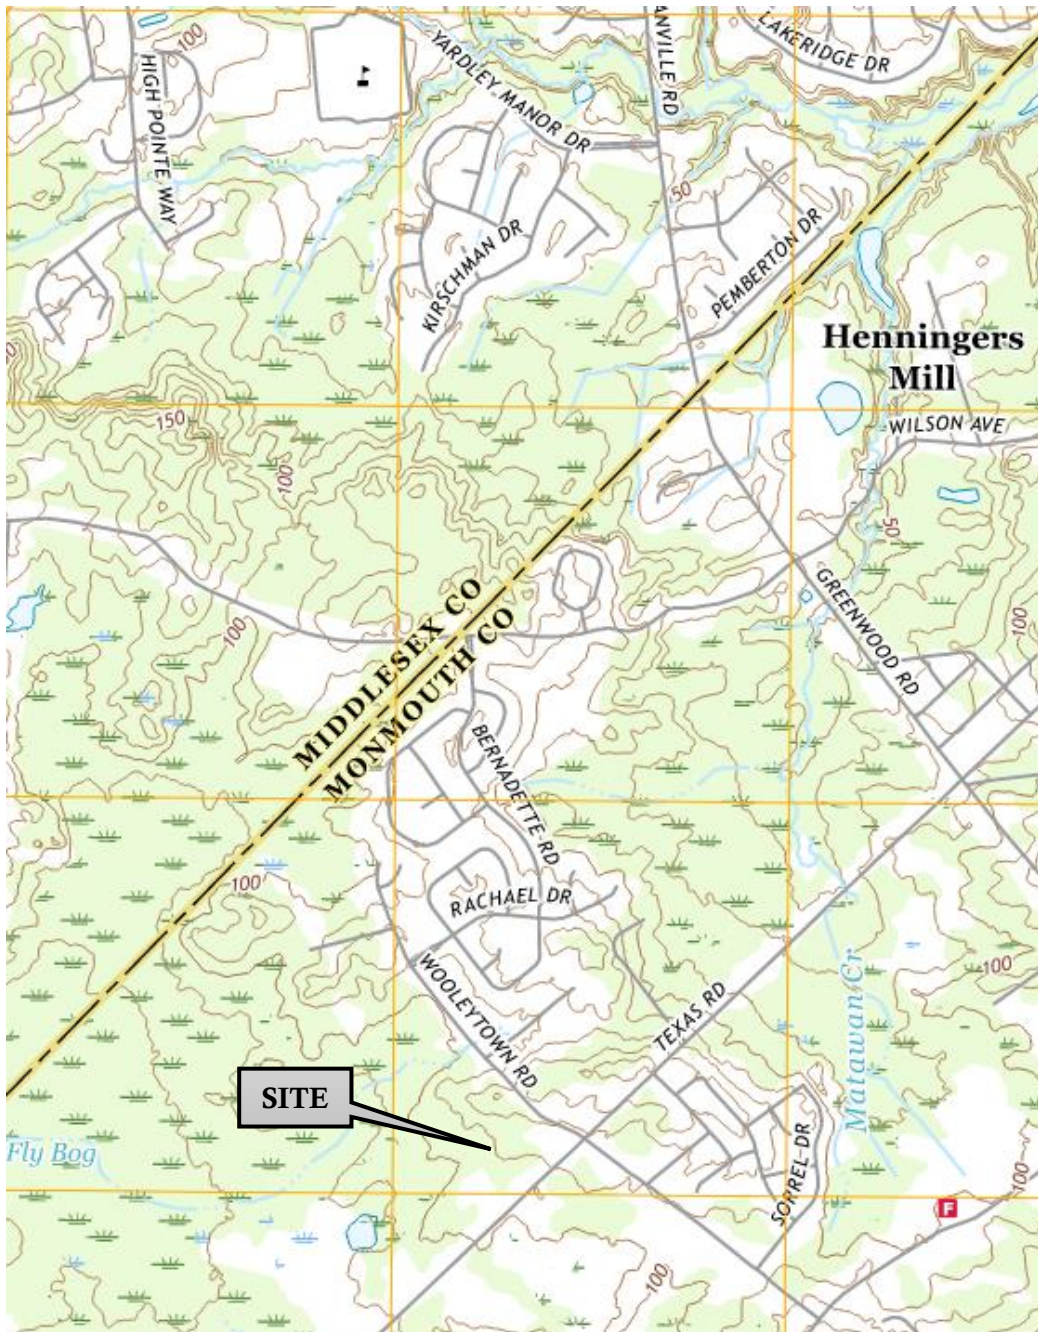 100
HIGH POINTE WAY
YARDLEY MANOR DR
ANVILLE RD
LAKERIDGE DR
50
KIRSCHMAN DR
PEMBERTON DR
Henningers
Mill
WILSON AVE
150
100
50
GREENWOOD RD
100
100
MIDDLESEX CO
MONMOUTH CO
BERNADETTE RD
100
RACHAEL DR
WOOLEYTOWN RD
TEXAS RD
Matawan Cr
100
SITE
Fly Bog
SORREL DR
100
F
100